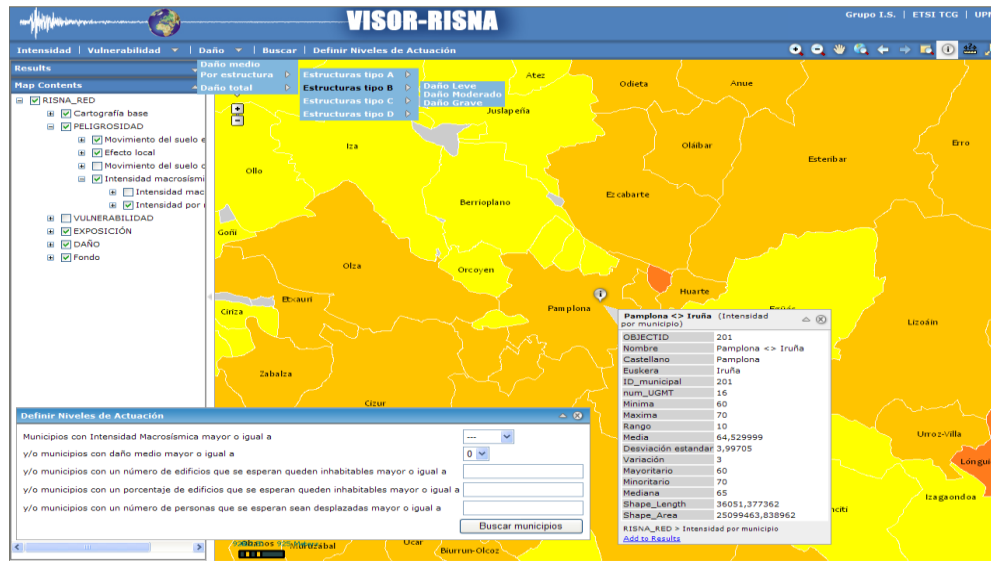 VISOR-RISNA
Grupo I.S. | ETSI TCG | UPM
Intensidad | Vulnerabilidad | Daño | Buscar | Definir Niveles de Actuación
Results
Map Contents
RISNA_RED
Cartografía base
PELIGROSIDAD
Movimiento del suelo e
Efecto local
Movimiento del suelo c
Intensidad macrosísmi
Intensidad mac
Intensidad por
VULNERABILIDAD
EXPOSICIÓN
DAÑO
Fondo
Daño medio
Por estructura
Daño total
Estructuras tipo A
Estructuras tipo B
Estructuras tipo C
Estructuras tipo D
Daño Leve
Daño Moderado
Daño Grave
Atez
Odieta
Anue
Juslapeña
Iza
Oláibar
Esteribar
Erro
Ollo
Ezcabarte
Berrioplano
Goñi
Olza
Orcoyen
Etxauri
Huarte
Ciriza
Pamplona
Lizoáin
Zabalza
Cizur
Urroz-Villa
Lóngui
Izagaondoa
Ucar
Biurrun-Olcoz
Pamplona <> Iruña (Intensidad
por municipio)
OBJECTID 201
Nombre Pamplona <> Iruña
Castellano Pamplona
Euskera Iruña
ID_municipal 201
num_UGMT 16
Minima 60
Maxima 70
Rango 10
Media 64,529999
Desviación estandar 3,99705
Variación 3
Mayoritario 60
Minoritario 70
Mediana 65
Shape_Length 36051,377362
Shape_Area 25099463,838962
RISNA_RED > Intensidad por municipio
Add to Results
Definir Niveles de Actuación
Municipios con Intensidad Macrosísmica mayor o igual a
---
y/o municipios con daño medio mayor o igual a
0
y/o municipios con un número de edificios que se esperan queden inhabitables mayor o igual a
y/o municipios con un porcentaje de edificios que se esperan queden inhabitables mayor o igual a
y/o municipios con un número de personas que se esperan sean desplazadas mayor o igual a
Buscar municipios